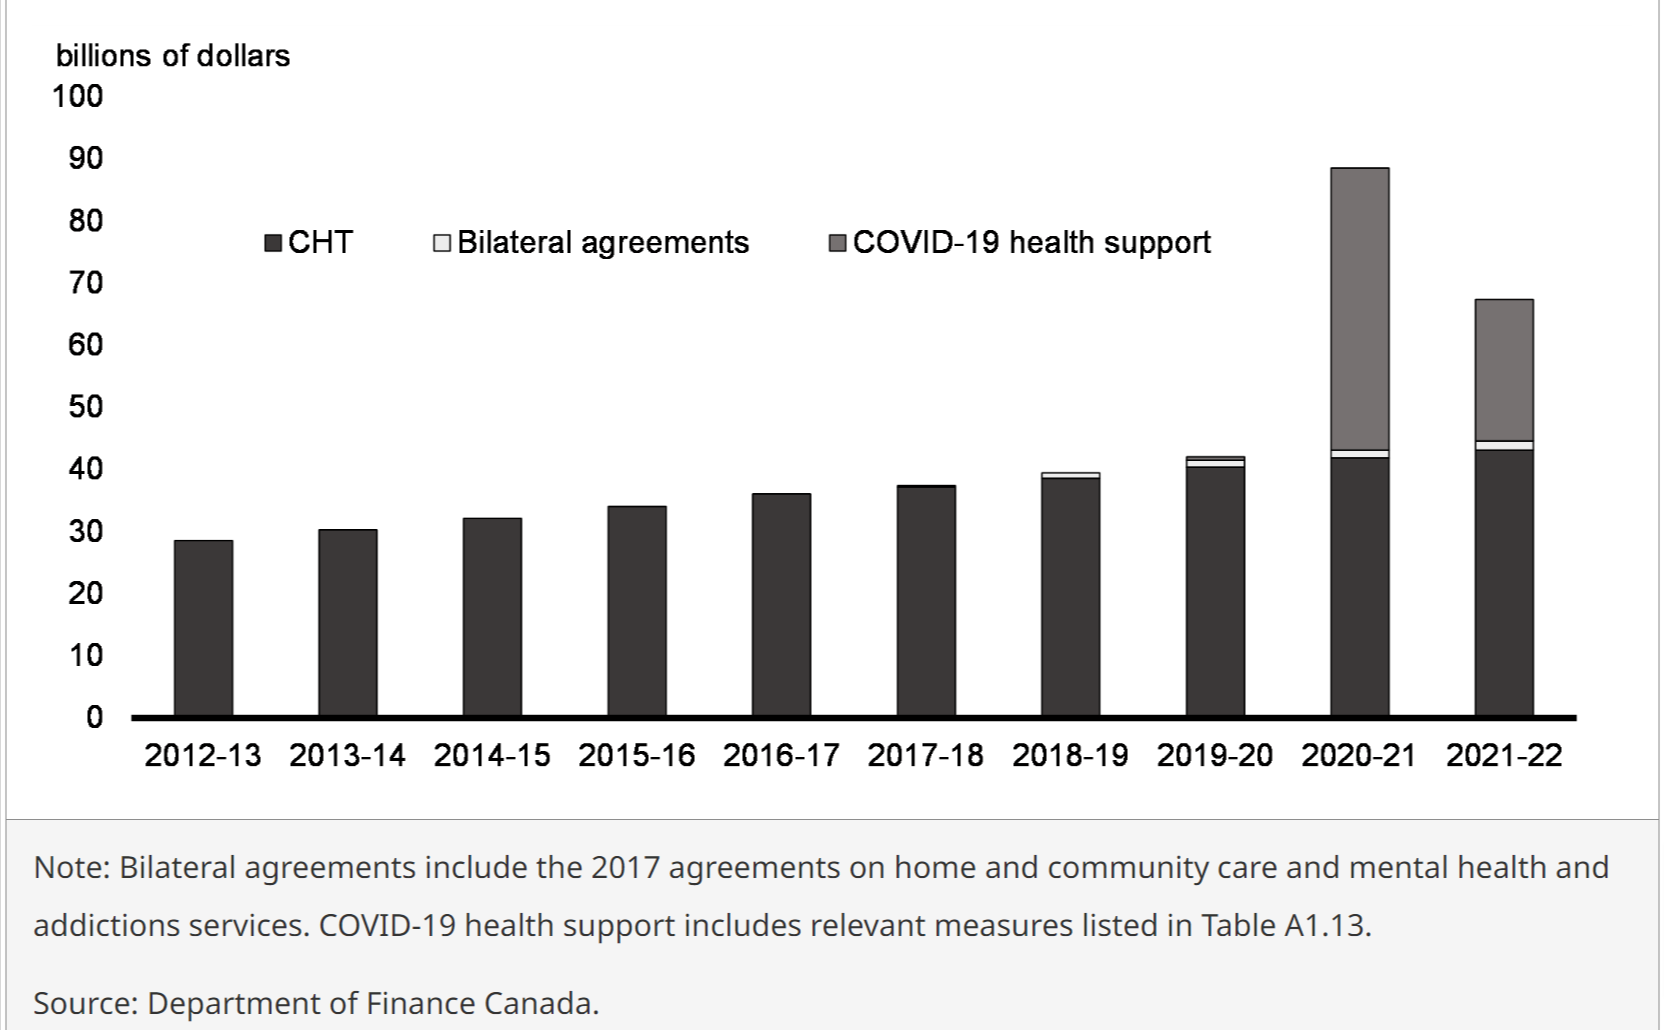 billions of dollars
100
90
80
CHT Bilateral agreements COVID-19 health support
70
60
50
40
30
20
10
0
2012-13 2013-14 2014-15 2015-16 2016-17 2017-18 2018-19 2019-20 2020-21 2021-22
Note: Bilateral agreements include the 2017 agreements on home and community care and mental health and
addictions services. COVID-19 health support includes relevant measures listed in Table A1.13.
Source: Department of Finance Canada.